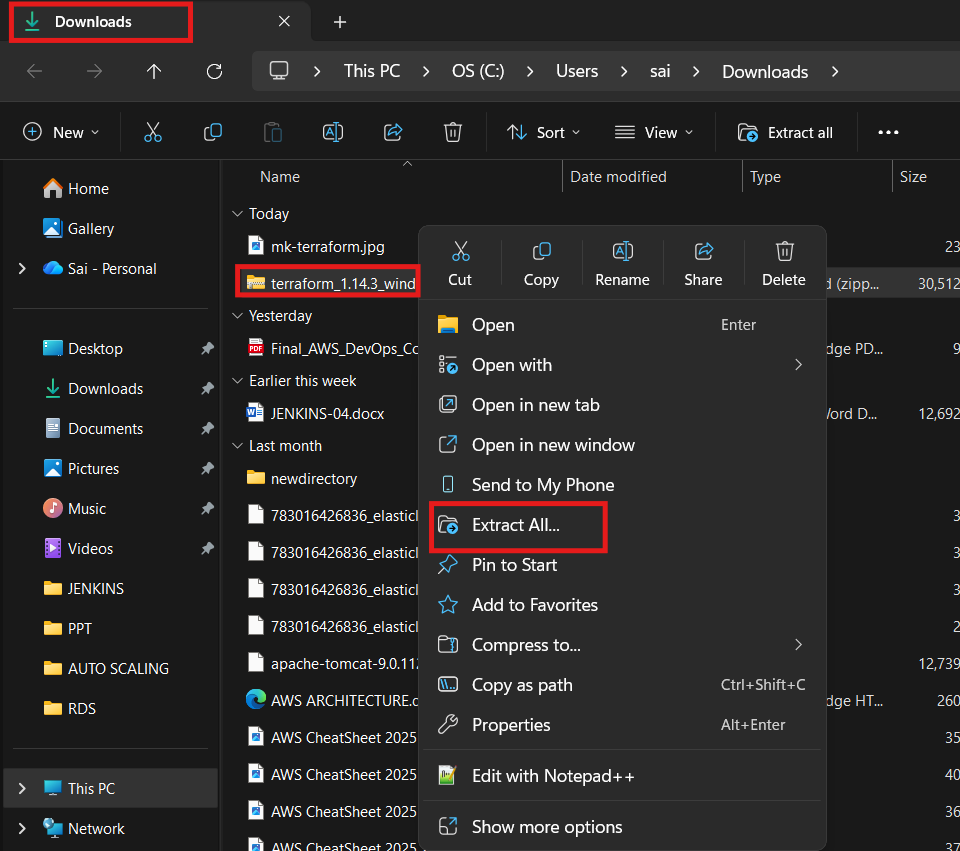 Downloads
This PC
OS (C:)
Users
sai
Downloads
New
Sort
View
Extract all
Name
Date modified
Type
Size
Home
Gallery
Sai - Personal
Desktop
Downloads
Documents
Pictures
Music
Videos
JENKINS
PPT
AUTO SCALING
RDS
This PC
Network
Today
mk-terraform.jpg
23
terraform_1.14.3_wind
d (zipp...
30,512
Yesterday
Final_AWS_DevOps_Co
dge PD...
9
Earlier this week
JENKINS-04.docx
Word D...
12,692
Last month
newdirectory
783016426836_elasticl
3
783016426836_elasticl
3
783016426836_elasticl
3
783016426836_elasticl
2
apache-tomcat-9.0.112
12,739
AWS ARCHITECTURE.c
dge HT...
260
AWS CheatSheet 2025
35
AWS CheatSheet 2025
40
AWS CheatSheet 2025
36
AWS CheatSheet 2025
37
Cut
Copy
Rename
Share
Delete
Open
Enter
Open with
Open in new tab
Open in new window
Send to My Phone
Extract All...
Pin to Start
Add to Favorites
Compress to...
Copy as path
Ctrl+Shift+C
Properties
Alt+Enter
Edit with Notepad++
Show more options